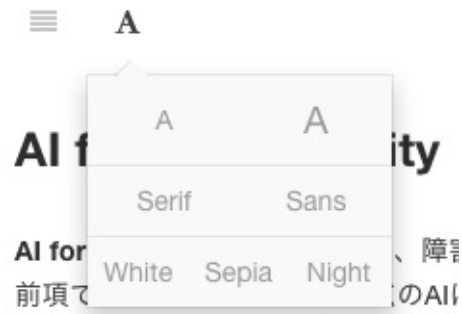 A
A A
AI f ity
Serif Sans
AI for 、障害
White Sepia Night
前項で のAIに